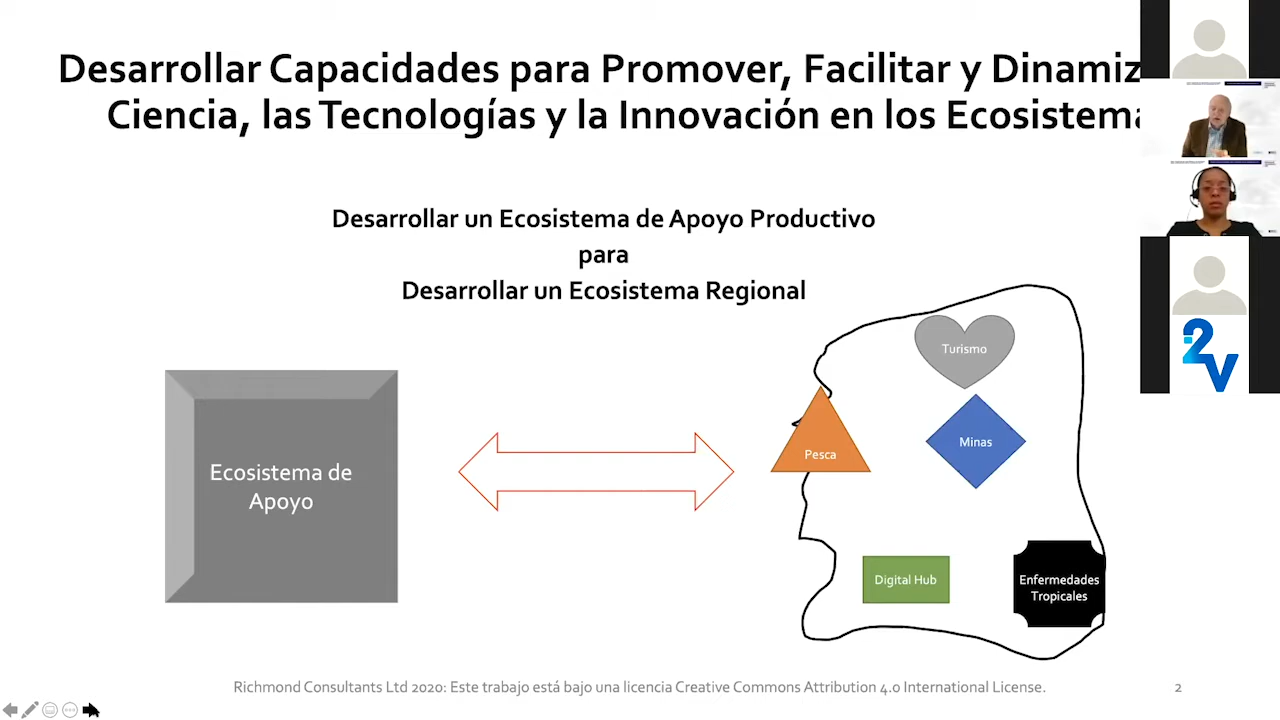 Desarrollar Capacidades para Promover, Facilitar y Dinamiz
Ciencia, las Tecnologías y la Innovación en los Ecosistema
Desarrollar un Ecosistema de Apoyo Productivo
para
Desarrollar un Ecosistema Regional
Turismo
Minas
Pesca
Ecosistema de
Apoyo
Digital Hub
Enfermedades
Tropicales
Richmond Consultants Ltd 2020: Este trabajo está bajo una licencia Creative Commons Attribution 4.0 International License.
2
2V